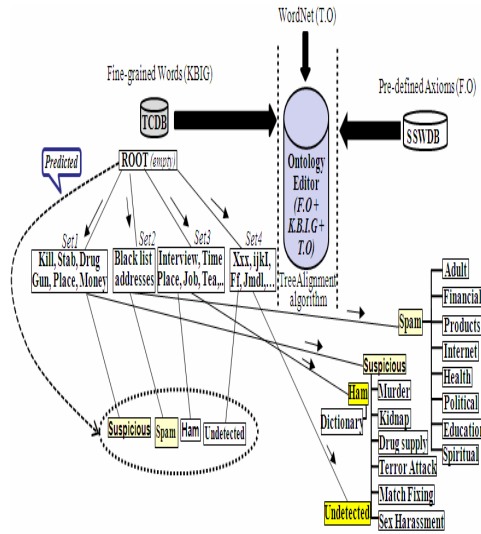 WordNet (T.O)
Fine-grained Words (KBIG)
Pre-defined Axioms (F.O)
TCDB
SSWDB
Ontology
Editor
(F.O +
K.B.I.G +
T.O)
TreeAlignment
algorithm
Predicted
ROOT (empty)
Set1
Set2
Set3
Set4
Kill, Stab, Drug
Gun, Place, Money
Black list
addresses
Interview, Time
Place, Job, Tea,..
Xxx, ijkI,
Ff, Jmdl,...
Suspicious
Spam
Ham
Undetected
Spam
Adult
Financial
Products
Internet
Health
Political
Education
Spiritual
Suspicious
Ham
Murder
Dictionary
Kidnap
Drug supply
Terror Attack
Match Fixing
Sex Harassment
Undetected